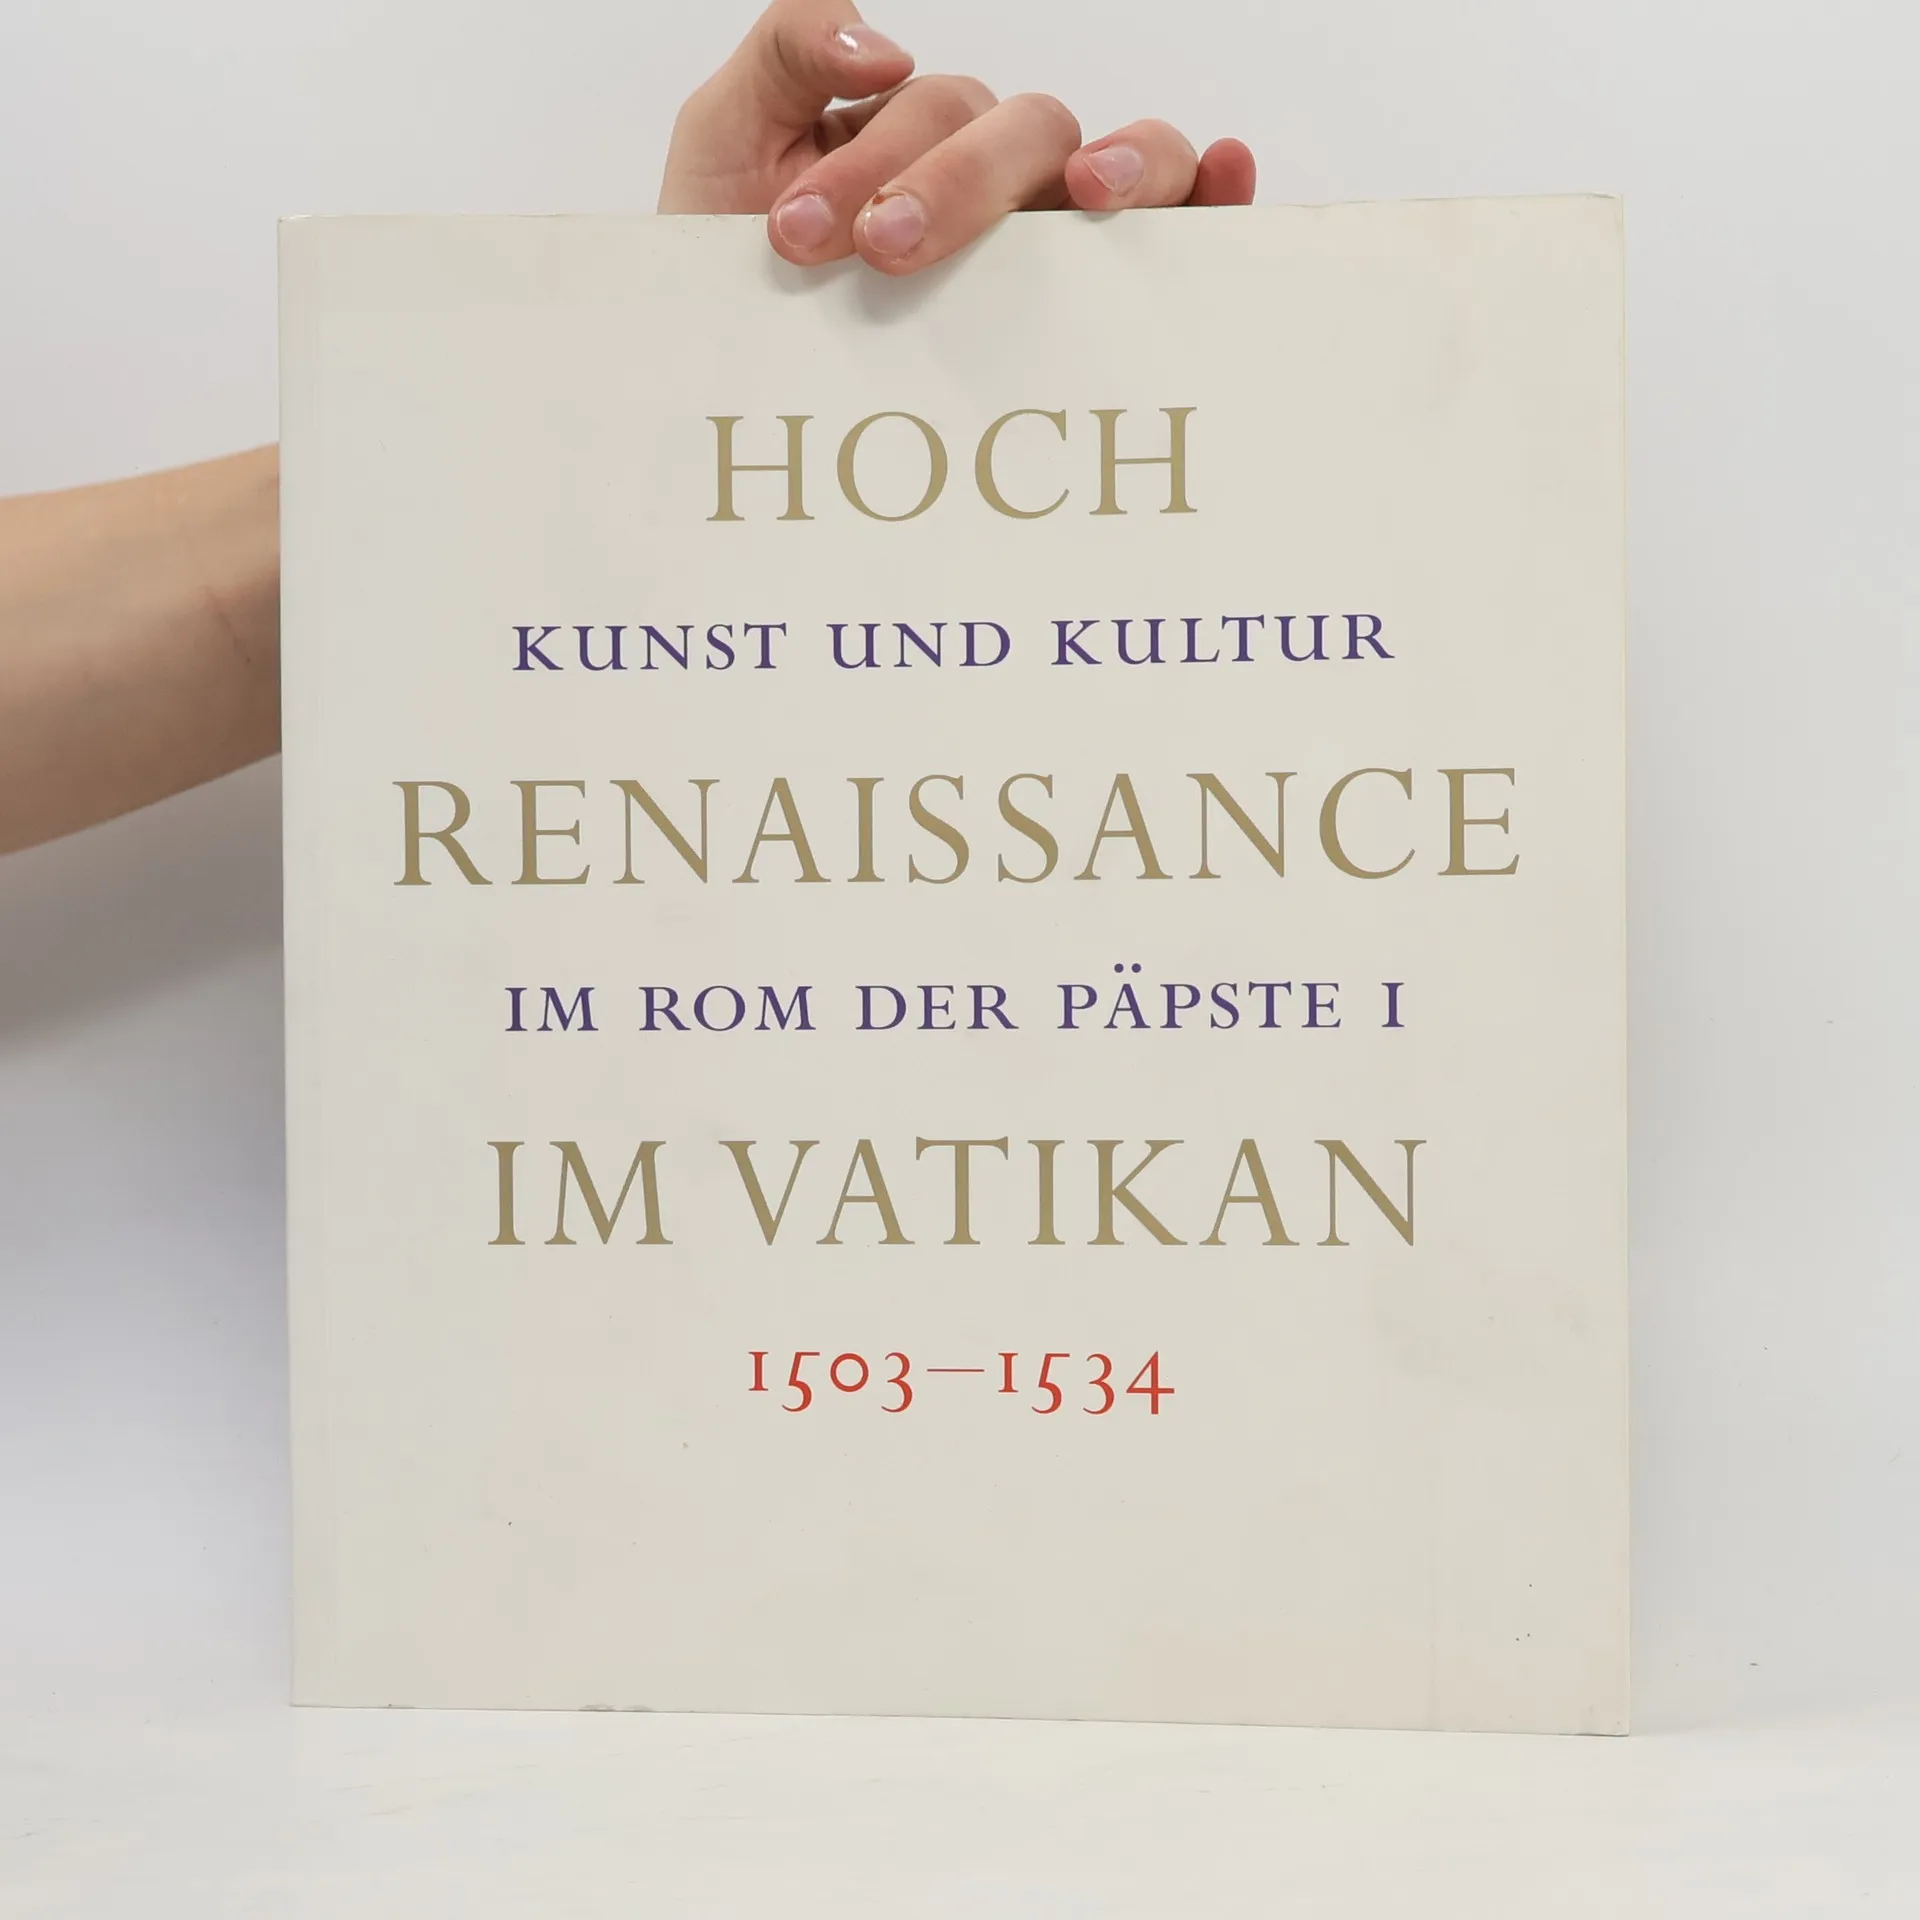 HOCH
KUNST UND KULTUR
RENAISSANCE
IM ROM DER PÄPSTE I
IM VATIKAN
1503—1534